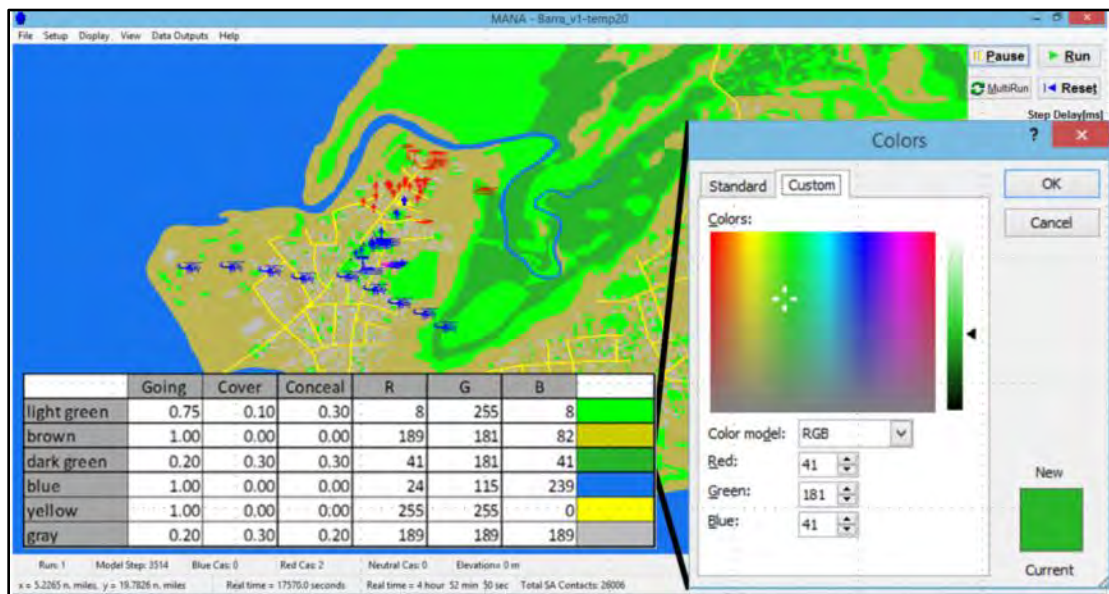 MANA - Barra_v1-temp20
File Setup Display View Data Outputs Help
Pause Run
MultiRun Reset
Step Delay[ms]
Colors
?
Standard Custom
OK
Cancel
Colors:
Color model: RGB
Red: 41
Green: 181
Blue: 41
New
Current
Going Cover Conceal R G B
light green 0.75 0.10 0.30 8 255 8
brown 1.00 0.00 0.00 189 181 82
dark green 0.20 0.30 0.30 41 181 41
blue 1.00 0.00 0.00 24 115 239
yellow 1.00 0.00 0.00 255 255 0
gray 0.20 0.30 0.20 189 189 189
Run: 1 Model Step: 3514 Blue Cas: 0 Red Cas: 2 Neutral Cas: 0 Elevation= 0 m
x = 5.2265 n. miles, y = 19.7826 n. miles Real time = 17570.0 seconds Real time = 4 hour 52 min 50 sec Total SA Contacts: 26006